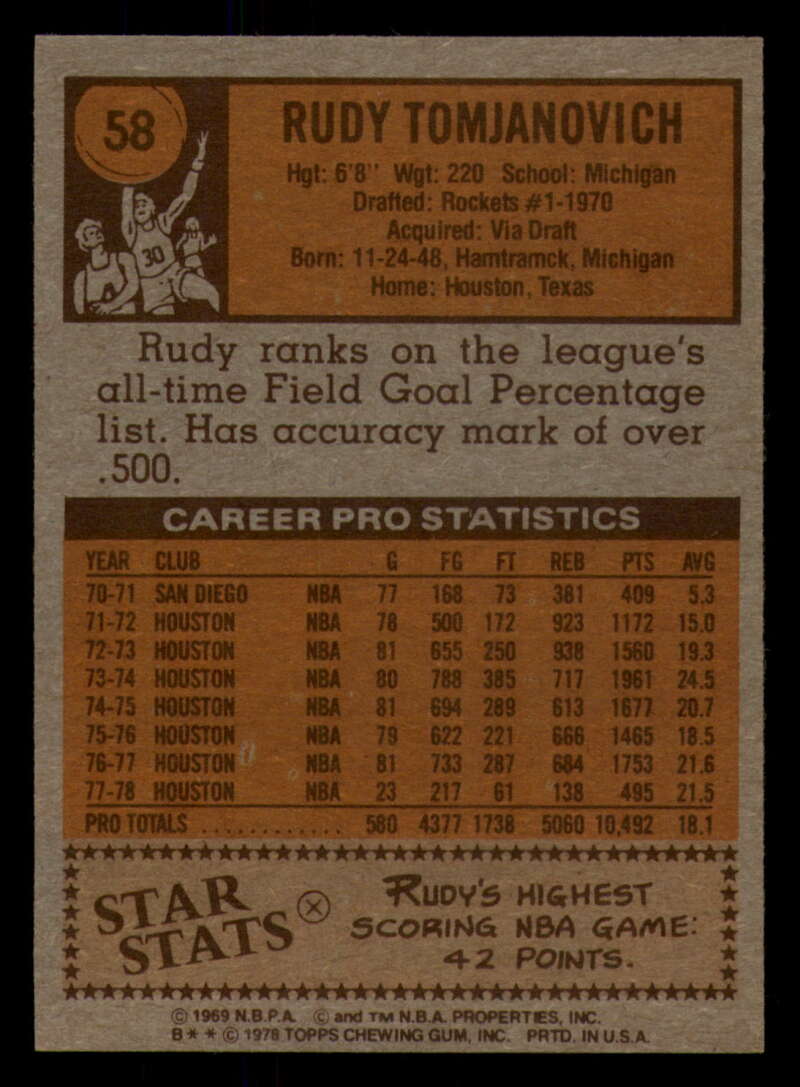 58
RUDY TOMJANOVICH
Hgt: 6'8" Wgt: 220 School: Michigan
Drafted: Rockets #1-1970
Acquired: Via Draft
Born: 11-24-48, Hamtramck, Michigan
Home: Houston, Texas
30
Rudy ranks on the league's
all-time Field Goal Percentage
list. Has accuracy mark of over
.500.
CAREER PRO STATISTICS
YEAR CLUB G FG FT REB PTS AVG
70-71 SAN DIEGO NBA 77 168 73 381 409 5.3
71-72 HOUSTON NBA 78 500 172 923 1172 15.0
72-73 HOUSTON NBA 81 655 250 938 1560 19.3
73-74 HOUSTON NBA 80 788 385 717 1961 24.5
74-75 HOUSTON NBA 81 694 289 613 1677 20.7
75-76 HOUSTON NBA 79 622 221 666 1465 18.5
76-77 HOUSTON NBA 81 733 287 684 1753 21.6
77-78 HOUSTON NBA 23 217 61 138 495 21.5
PRO TOTALS ............ 580 4377 1738 5060 10,492 18.1
STAR
STATS
RUDY'S HIGHEST
SCORING NBA GAME:
42 POINTS.
© 1969 N.B.P.A. © and TM N.B.A. PROPERTIES, INC.
B * * © 1978 TOPPS CHEWING GUM, INC. PRTD. IN U.S.A.